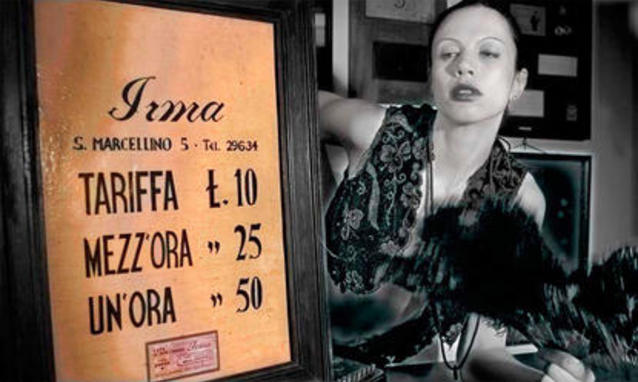 Irma
S. MARCELLINO 5 - TEL. 29634
TARIFFA Ł. 10
MEZZ'ORA „ 25
UN'ORA „ 50